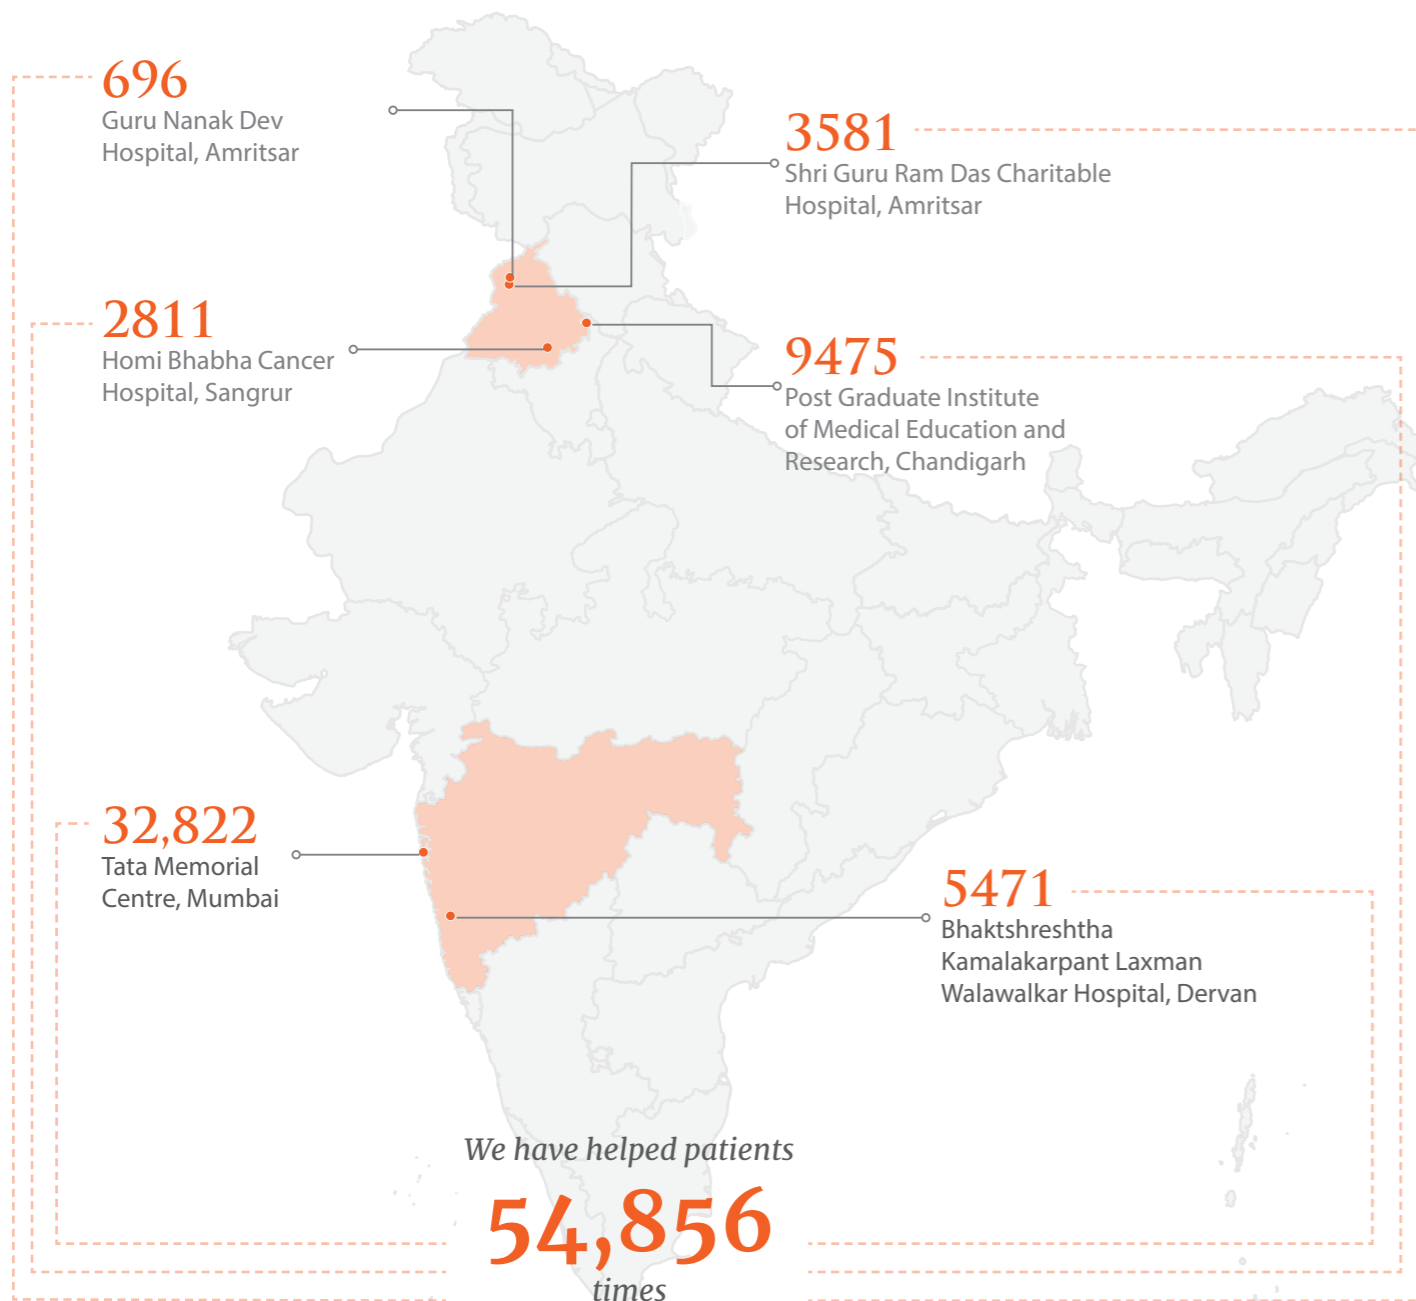 696
Guru Nanak Dev
Hospital, Amritsar
3581
Shri Guru Ram Das Charitable
Hospital, Amritsar
2811
Homi Bhabha Cancer
Hospital, Sangrur
9475
Post Graduate Institute
of Medical Education and
Research, Chandigarh
32,822
Tata Memorial
Centre, Mumbai
5471
Bhaktshreshtha
Kamalakarpant Laxman
Walawalkar Hospital, Dervan
We have helped patients
54,856
times